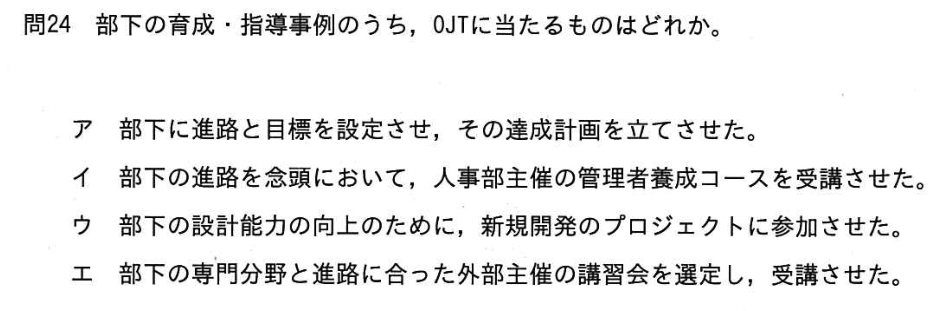 問24 部下の育成・指導事例のうち，OJTに当たるものはどれか。
ア 部下に進路と目標を設定させ，その達成計画を立てさせた。
イ 部下の進路を念頭において，人事部主催の管理者養成コースを受講させた。
ウ 部下の設計能力の向上のために，新規開発のプロジェクトに参加させた。
エ 部下の専門分野と進路に合った外部主催の講習会を選定し，受講させた。